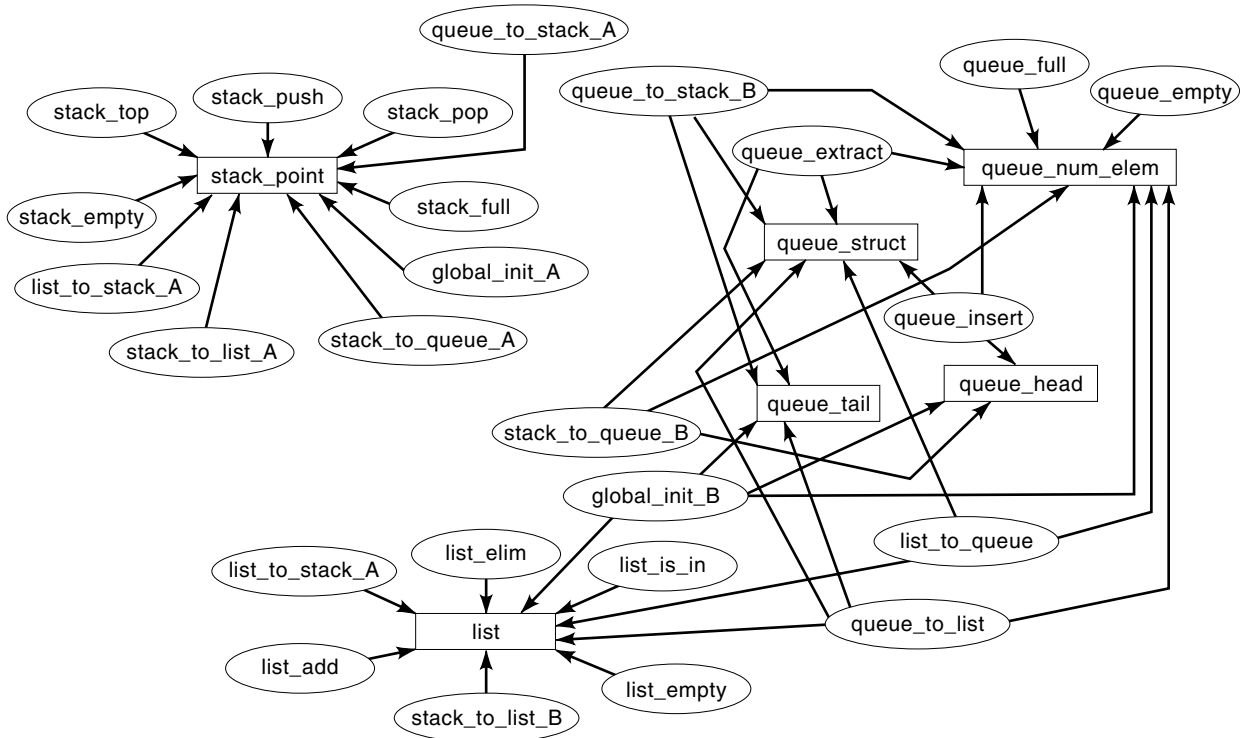 queue_to_stack_A
queue_full
queue_to_stack_B
queue_empty
stack_push
stack_top
stack_pop
queue_extract
queue_num_elem
stack_point
stack_empty
stack_full
queue_struct
list_to_stack_A
global_init_A
queue_insert
stack_to_list_A
stack_to_queue_A
queue_head
queue_tail
stack_to_queue_B
global_init_B
list_to_queue
list_elim
list_to_stack_A
list_is_in
list
queue_to_list
list_add
list_empty
stack_to_list_B